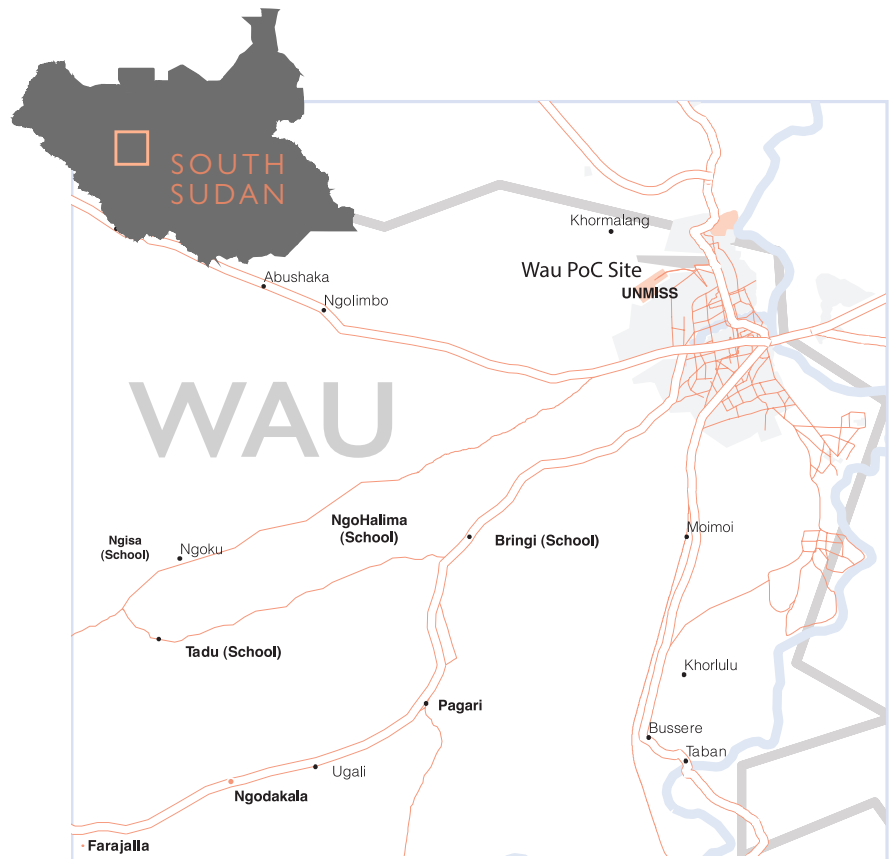 SOUTH
SUDAN
Khormalang
Wau PoC Site
UNMISS
Abushaka
Ngolimbo
WAU
NgoHalima
(School)
Ngisa
(School)
Ngoku
Bringi (School)
Moimoi
Tadu (School)
Khorlulu
Pagari
Bussere
Taban
Ugali
Ngodakala
Farajalla